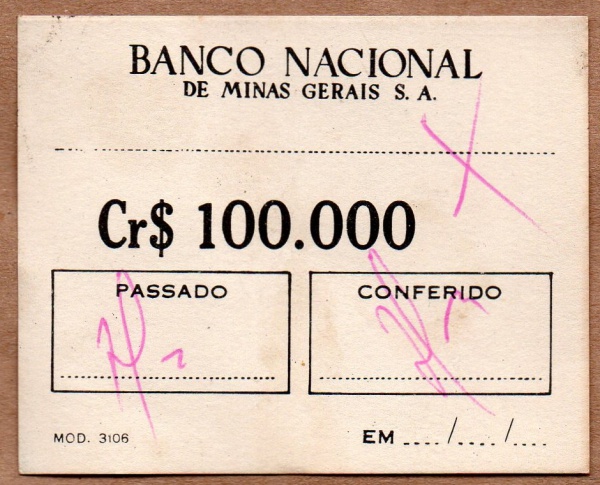 BANCO NACIONAL
DE MINAS GERAIS S. A.
Cr$ 100.000
PASSADO
CONFERIDO
MOD. 3106
EM ..../..../....